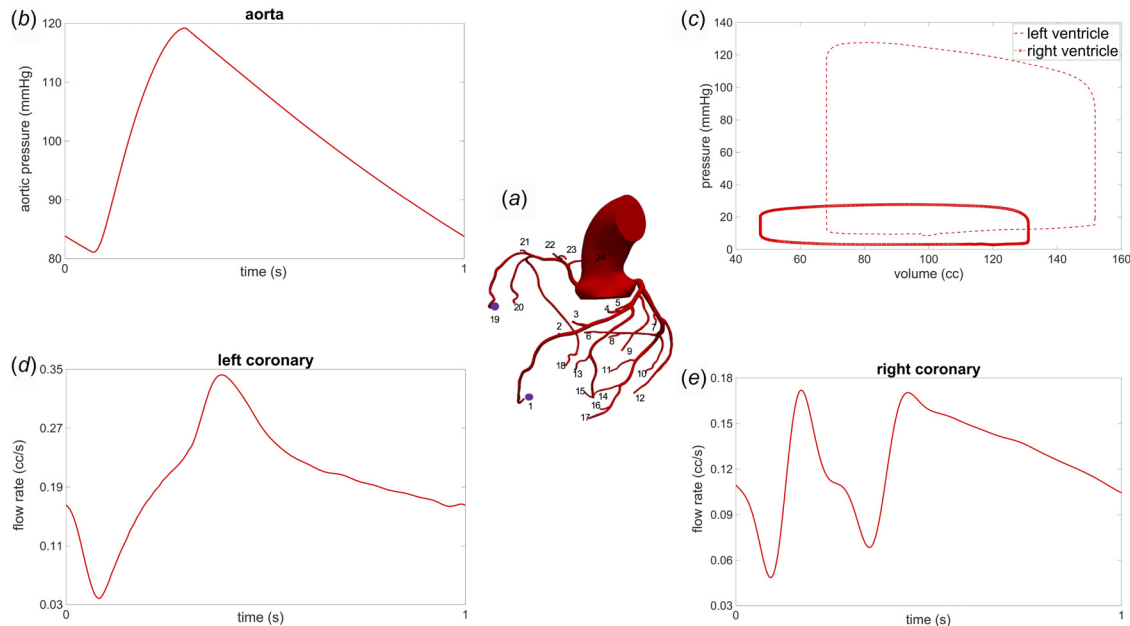 (b)
aorta
120
110
100
90
80
aortic pressure (mmHg)
0
1
time (s)
(c)
left ventricle
right ventricle
140
120
100
80
60
40
20
0
pressure (mmHg)
40 60 80 100 120 140 160
volume (cc)
(a)
21
22
23
24
20
19
5
4
3
7
2
6
8
9
18
13
11
10
15
14
12
1
16
17
(d)
left coronary
0.35
0.27
0.19
0.11
0.03
flow rate (cc/s)
0
1
time (s)
(e)
right coronary
0.18
0.15
0.12
0.09
0.06
0.03
flow rate (cc/s)
0
1
time (s)